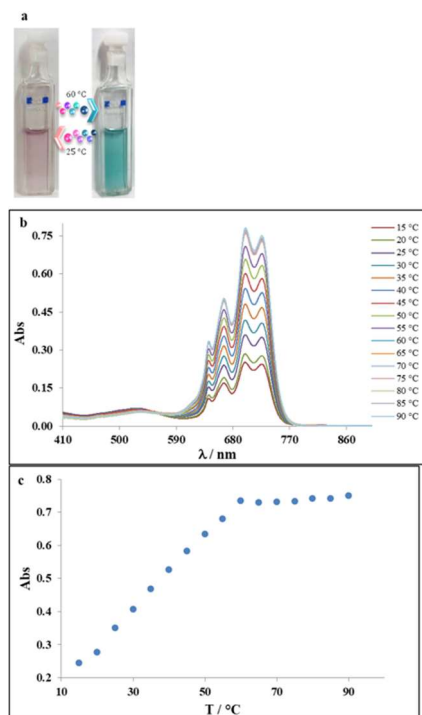 a
60 °C
25 °C
b
Abs
0.75
0.60
0.45
0.30
0.15
0.00
410 500 590 680 770 860
λ / nm
15 °C
20 °C
25 °C
30 °C
35 °C
40 °C
45 °C
50 °C
55 °C
60 °C
65 °C
70 °C
75 °C
80 °C
85 °C
90 °C
c
Abs
0.8
0.7
0.6
0.5
0.4
0.3
0.2
10 30 50 70 90
T / °C